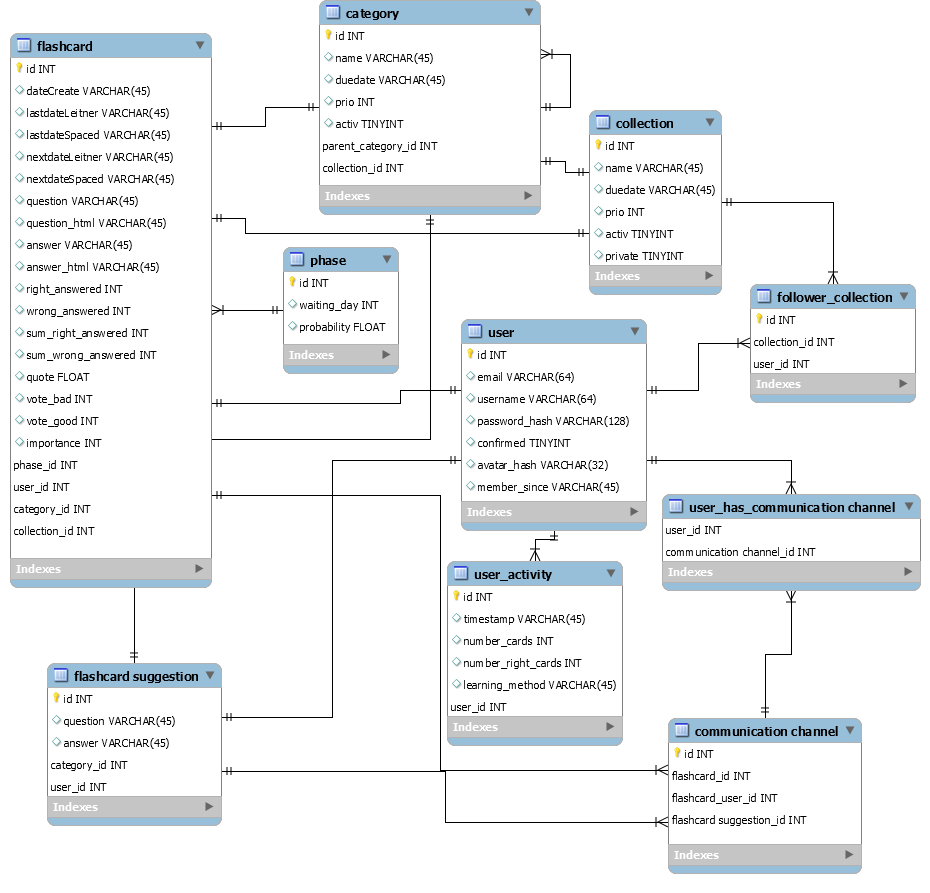 flashcard
id INT
dateCreate VARCHAR(45)
lastdateLeitner VARCHAR(45)
lastdateSpaced VARCHAR(45)
nextdateLeitner VARCHAR(45)
nextdateSpaced VARCHAR(45)
question VARCHAR(45)
question_html VARCHAR(45)
answer VARCHAR(45)
answer_html VARCHAR(45)
right_answered INT
wrong_answered INT
sum_right_answered INT
sum_wrong_answered INT
quote FLOAT
vote_bad INT
vote_good INT
importance INT
phase_id INT
user_id INT
category_id INT
collection_id INT
Indexes
category
id INT
name VARCHAR(45)
duedate VARCHAR(45)
prio INT
activ TINYINT
parent_category_id INT
collection_id INT
Indexes
collection
id INT
name VARCHAR(45)
duedate VARCHAR(45)
prio INT
activ TINYINT
private TINYINT
Indexes
phase
id INT
waiting_day INT
probability FLOAT
Indexes
follower_collection
id INT
collection_id INT
user_id INT
Indexes
user
id INT
email VARCHAR(64)
username VARCHAR(64)
password_hash VARCHAR(128)
confirmed TINYINT
avatar_hash VARCHAR(32)
member_since VARCHAR(45)
Indexes
user_has_communication channel
user_id INT
communication channel_id INT
Indexes
user_activity
id INT
timestamp VARCHAR(45)
number_cards INT
number_right_cards INT
learning_method VARCHAR(45)
user_id INT
Indexes
flashcard suggestion
id INT
question VARCHAR(45)
answer VARCHAR(45)
category_id INT
user_id INT
Indexes
communication channel
id INT
flashcard_id INT
flashcard_user_id INT
flashcard suggestion_id INT
Indexes